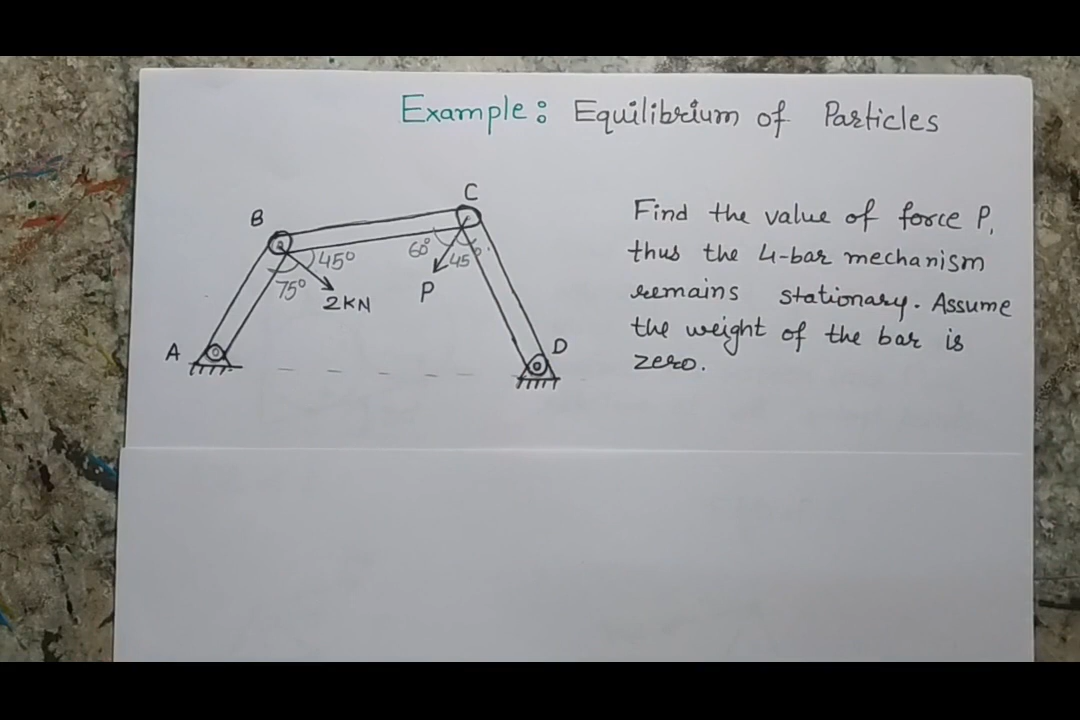 Example: Equilibrium of Particles
C
B
Find the value of force P,
60°
45°
45°
thus the 4-bar mechanism
75°
P
2KN
remains stationary. Assume
the weight of the bar is
A
D
zero.